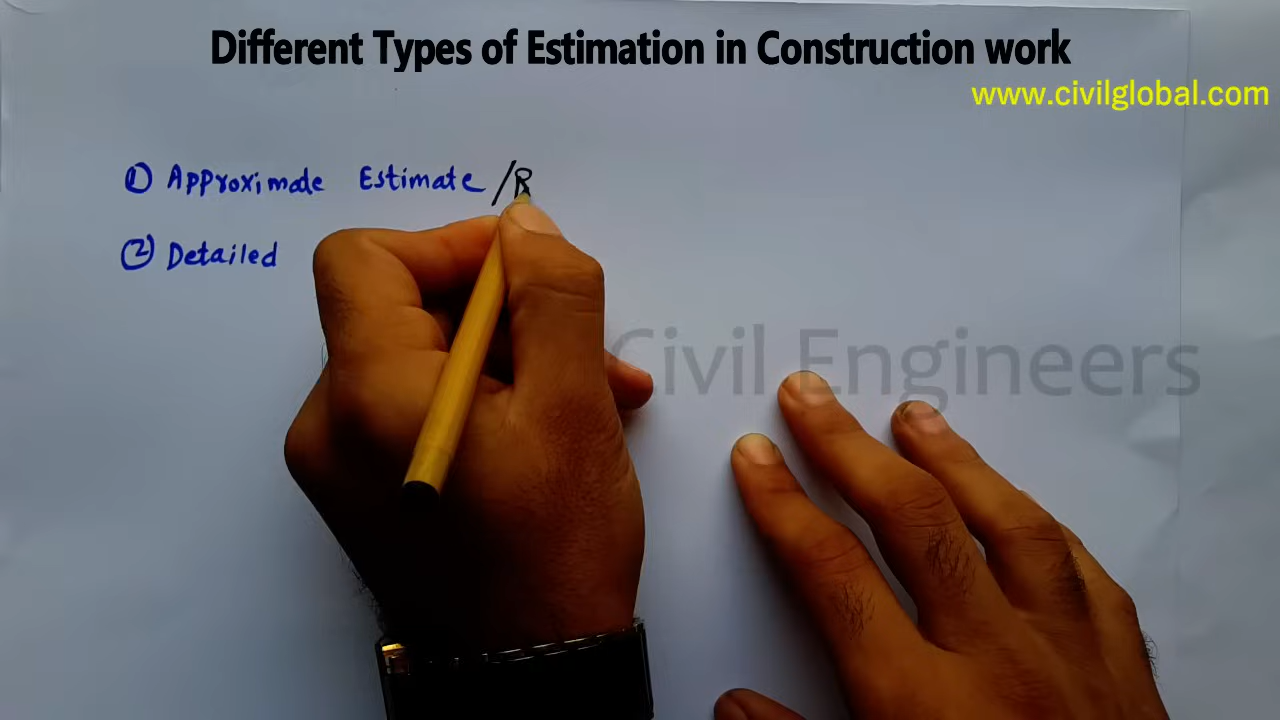 Different Types of Estimation in Construction work
www.civilglobal.com
① Approximate Estimate /R
② Detailed
Civil Engineers